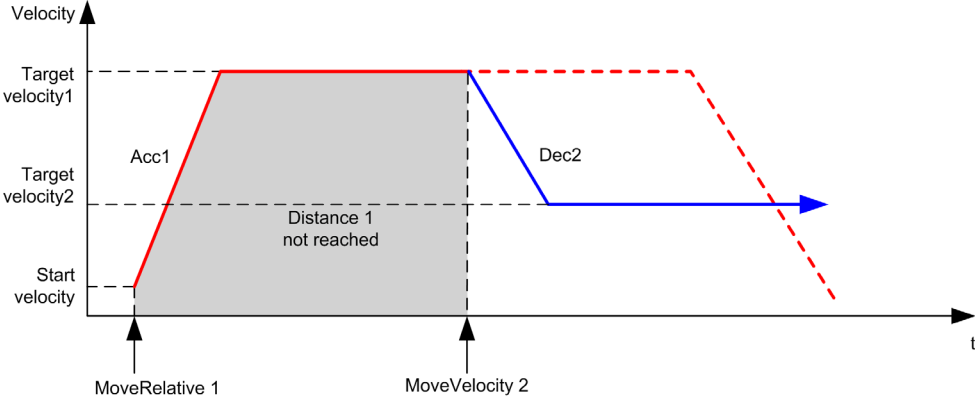 Velocity
Target
velocity1
Acc1
Dec2
Target
velocity2
Distance 1
not reached
Start
velocity
t
MoveRelative 1
MoveVelocity 2